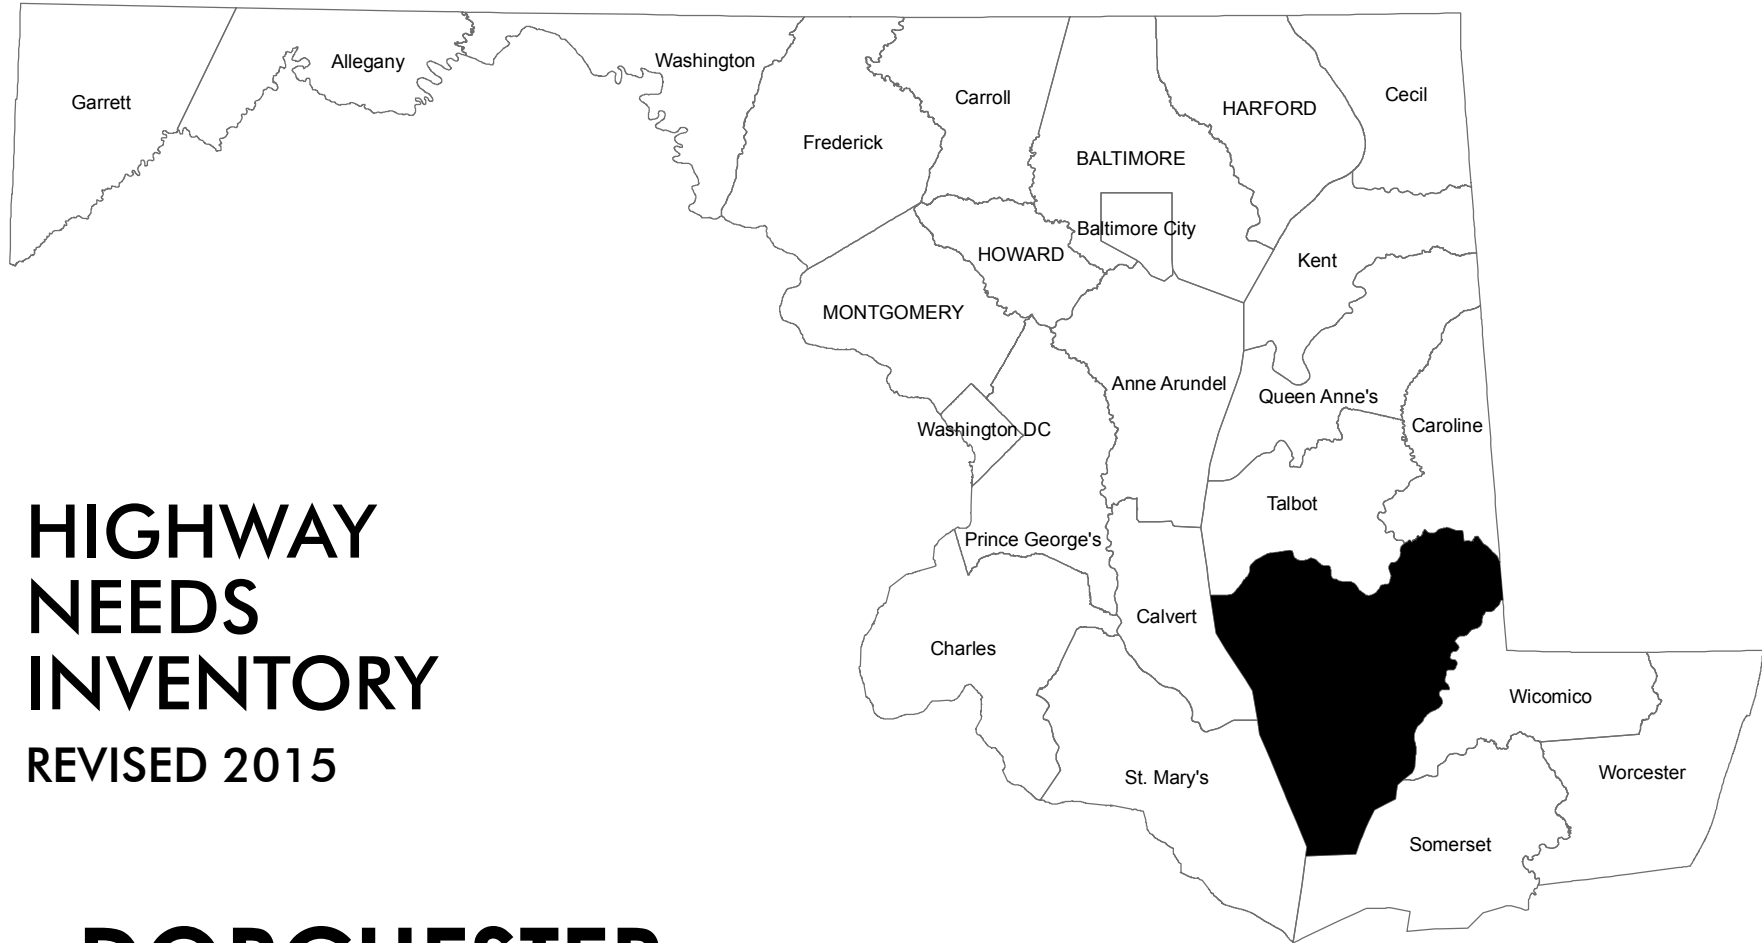 Garrett
Allegany
Washington
Frederick
Carroll
BALTIMORE
Baltimore City
HARFORD
Cecil
HOWARD
MONTGOMERY
Kent
Anne Arundel
Queen Anne's
Caroline
Washington DC
Talbot
Prince George's
Calvert
Charles
St. Mary's
Wicomico
Worcester
Somerset
HIGHWAY
NEEDS
INVENTORY
REVISED 2015
DORCHESTER